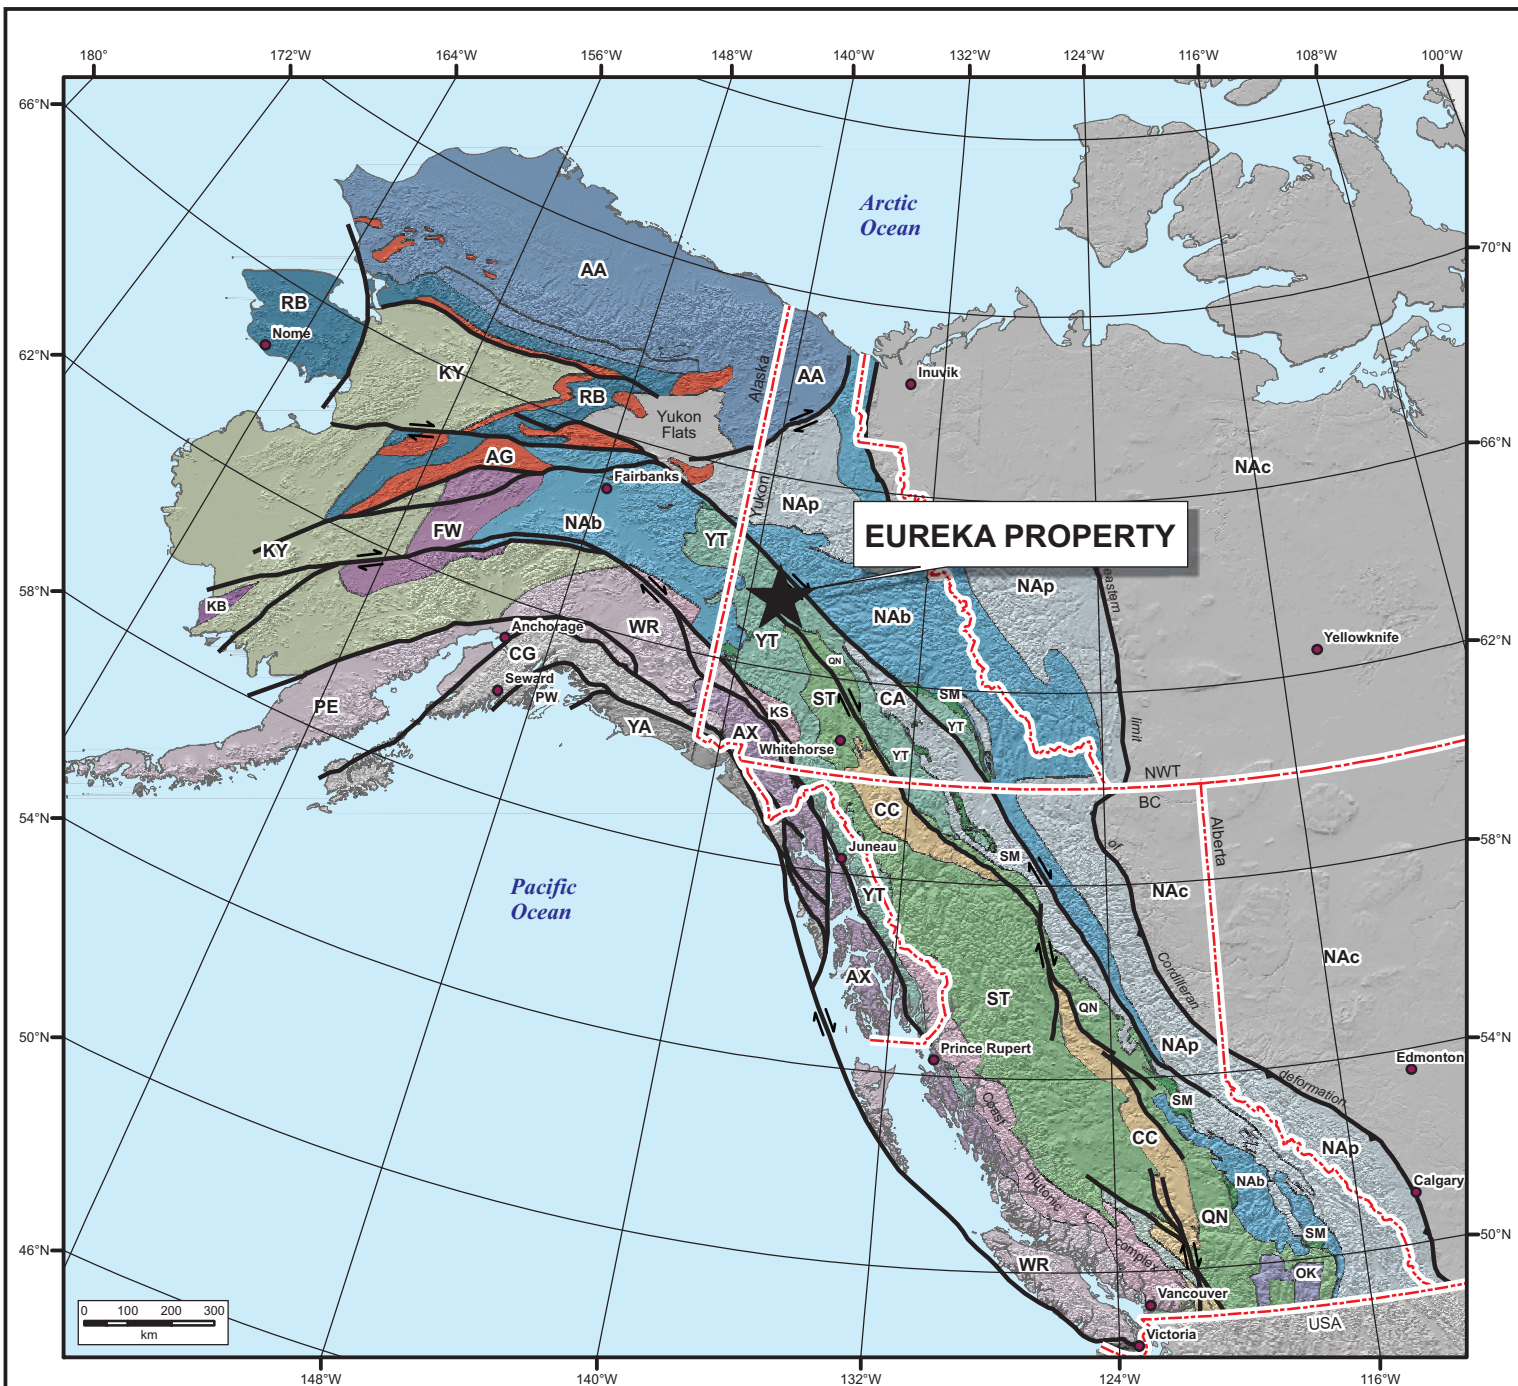 180°
172°W
164°W
156°W
148°W
140°W
132°W
124°W
116°W
108°W
100°W
66°N
Arctic
Ocean
70°N
AA
RB
Nome
62°N
Alaska
AA
Inuvik
KY
RB
Yukon
Flats
66°N
AG
Fairbanks
NAc
Yukon
NAp
FW
NAb
YT
EUREKA PROPERTY
KY
58°N
eastern
NAp
KB
Anchorage
WR
NAb
Yellowknife
62°N
CG
YT
QN
Seward
PW
ST
CA
SM
PE
YA
KS
AX
YT
limit
Whitehorse
YT
NWT
BC
54°N
CC
Alberta
58°N
of
Juneau
SM
Pacific
Ocean
YT
NAc
Cordilleran
NAc
AX
ST
QN
50°N
Prince Rupert
NAp
54°N
Edmonton
deformation
Coast
SM
CC
NAp
plutonic
NAb
Calgary
QN
46°N
complex
SM
50°N
WR
OK
Vancouver
0 100 200 300
km
USA
Victoria
148°W
140°W
132°W
124°W
116°W